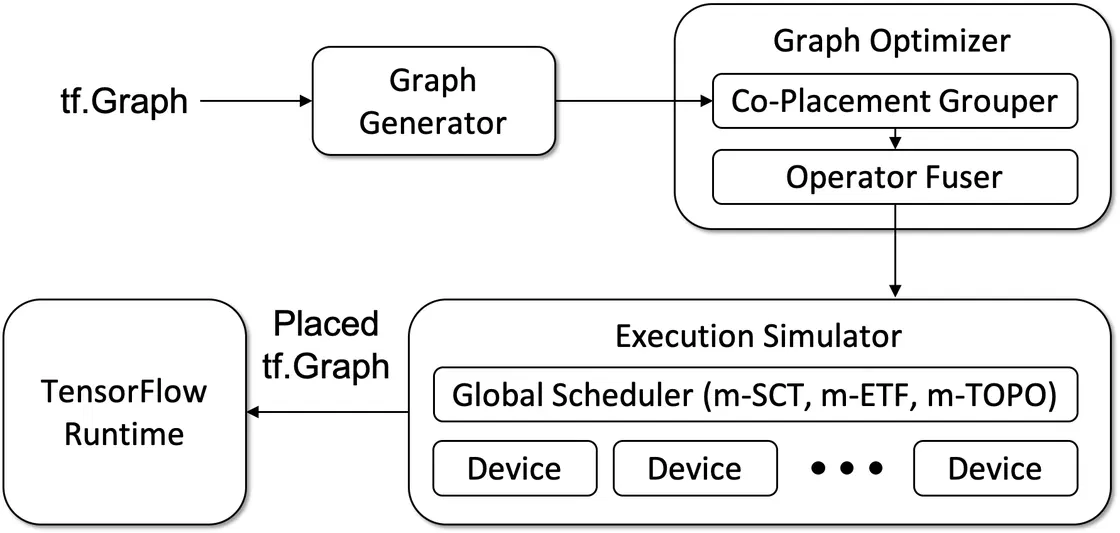 tf.Graph
Graph
Generator
Graph Optimizer
Co-Placement Grouper
Operator Fuser
Execution Simulator
Global Scheduler (m-SCT, m-ETF, m-TOPO)
Device
Device
• • •
Device
Placed
tf.Graph
TensorFlow
Runtime